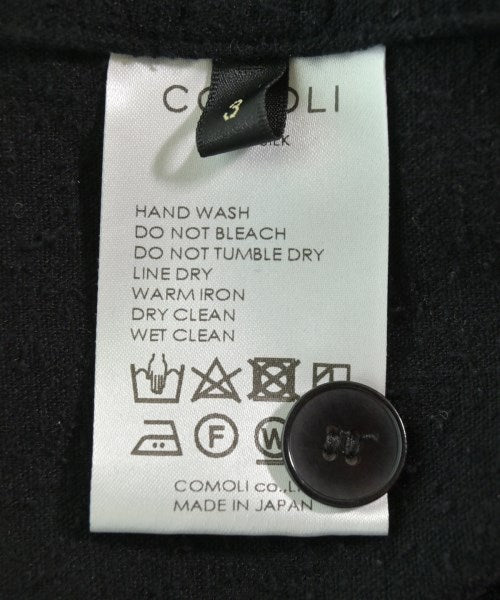 COMOLI
3
HAND WASH
DO NOT BLEACH
DO NOT TUMBLE DRY
LINE DRY
WARM IRON
DRY CLEAN
WET CLEAN
F
W
COMOLI co.,
MADE IN JAPAN